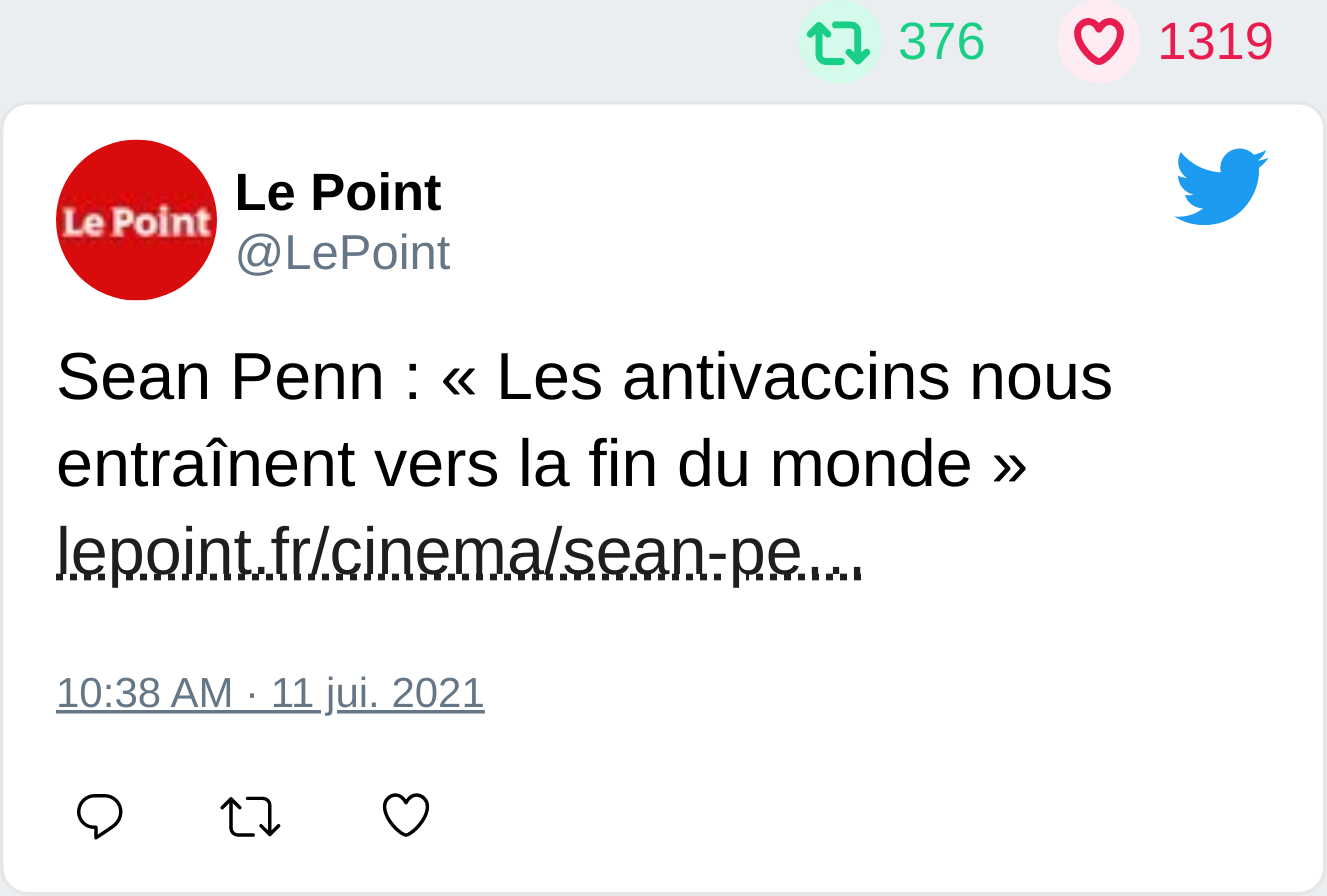 376 1319
Le Point
Le Point
@LePoint
Sean Penn : « Les antivaccins nous
entraînent vers la fin du monde »
lepoint.fr/cinema/sean-pe…
10:38 AM · 11 jui. 2021